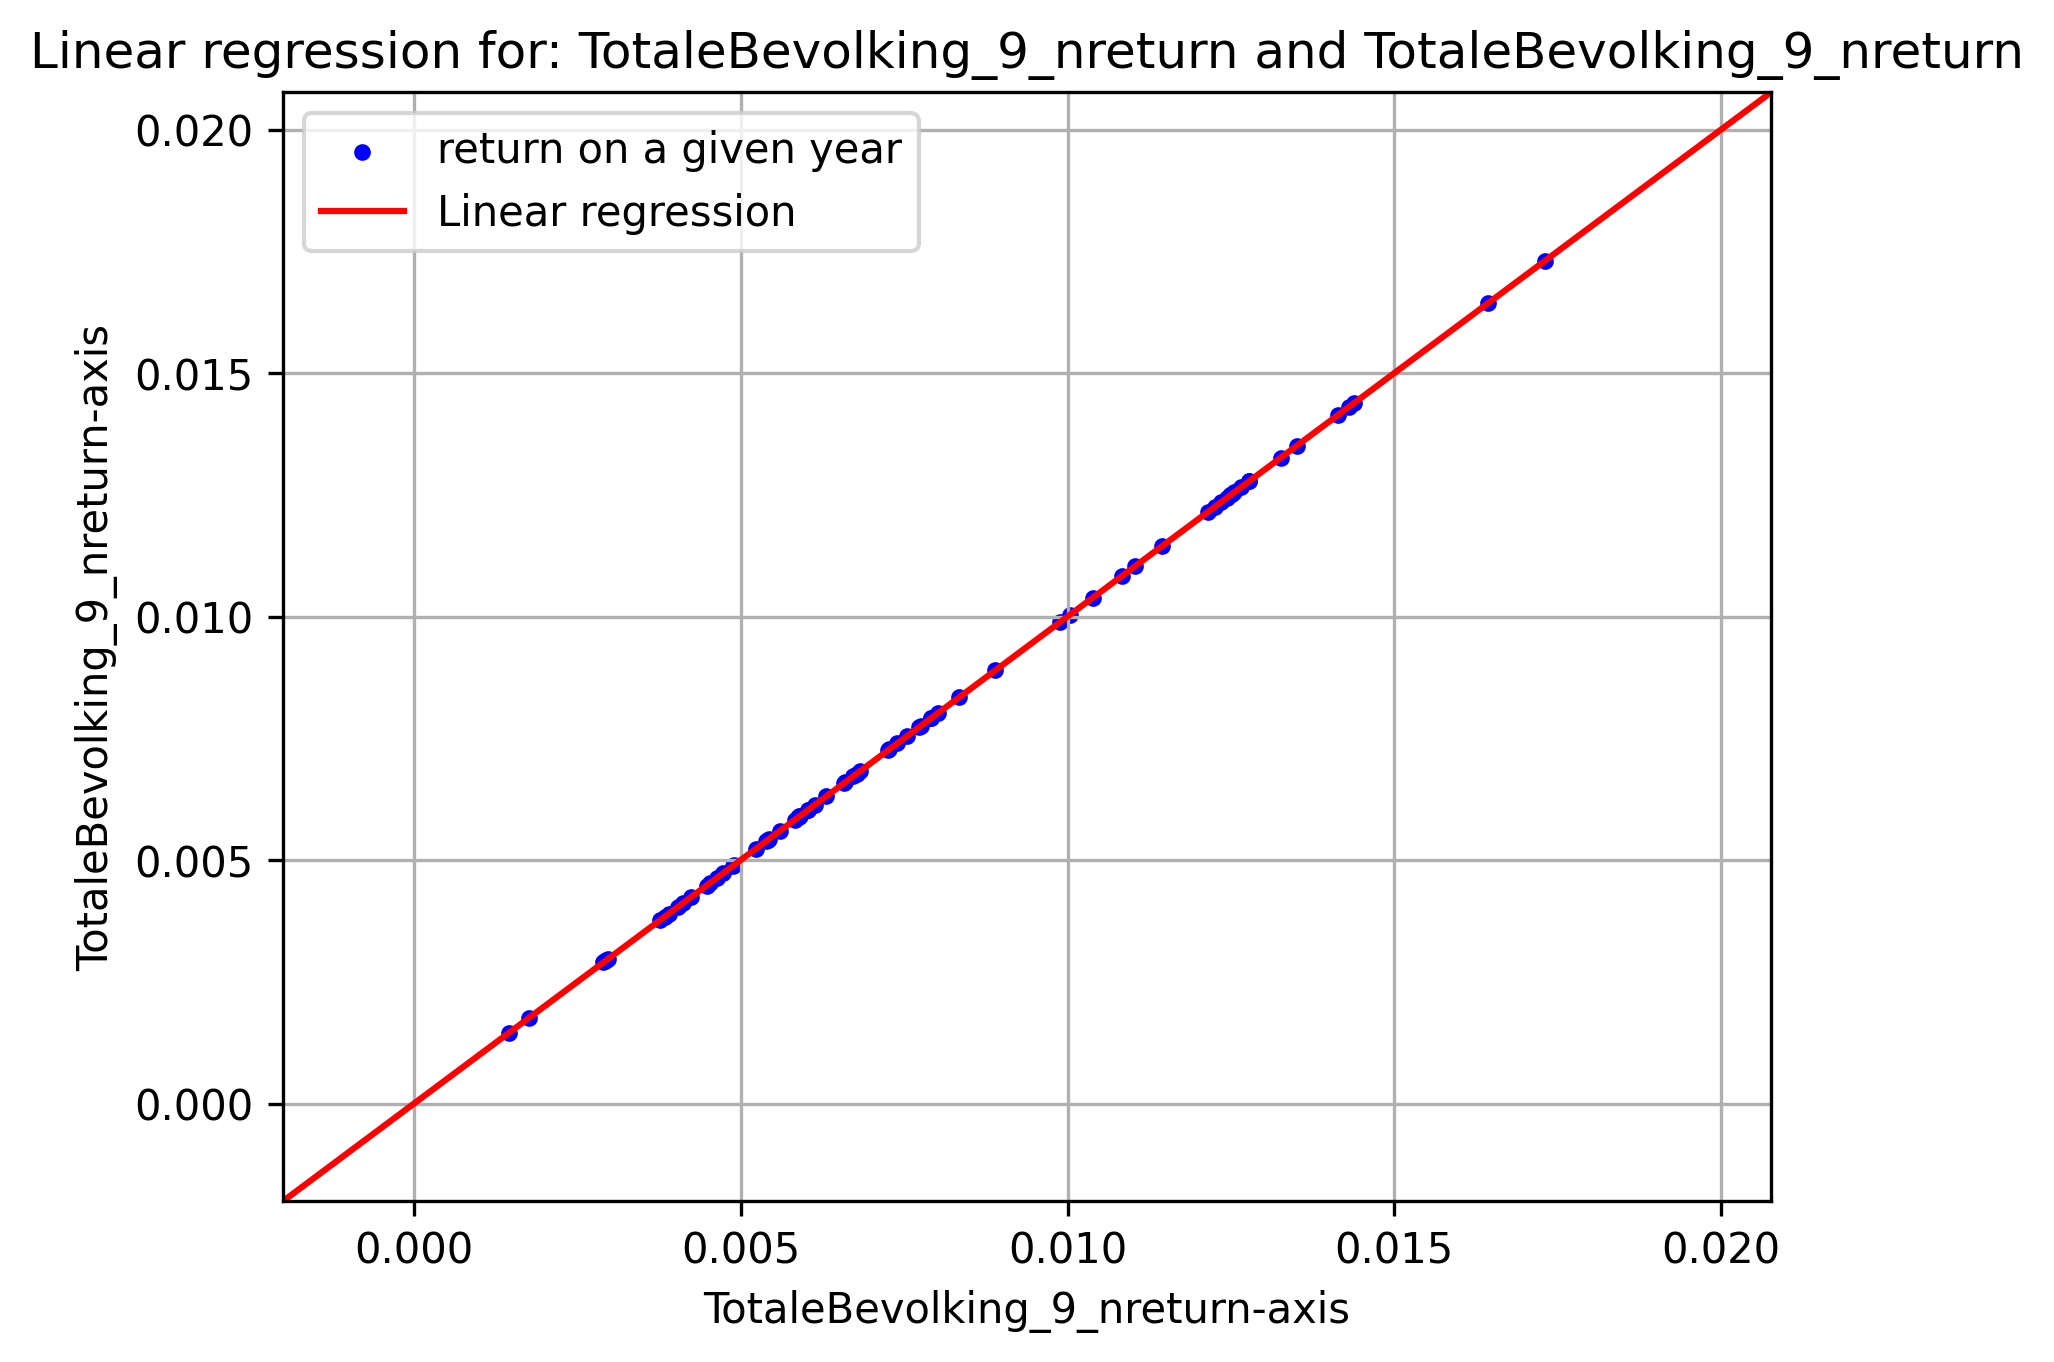 Linear regression for: TotaleBevolking_9_nreturn and TotaleBevolking_9_nreturn
return on a given year
Linear regression
0.020
0.015
0.010
0.005
0.000
TotaleBevolking_9_nreturn-axis
0.000 0.005 0.010 0.015 0.020
TotaleBevolking_9_nreturn-axis